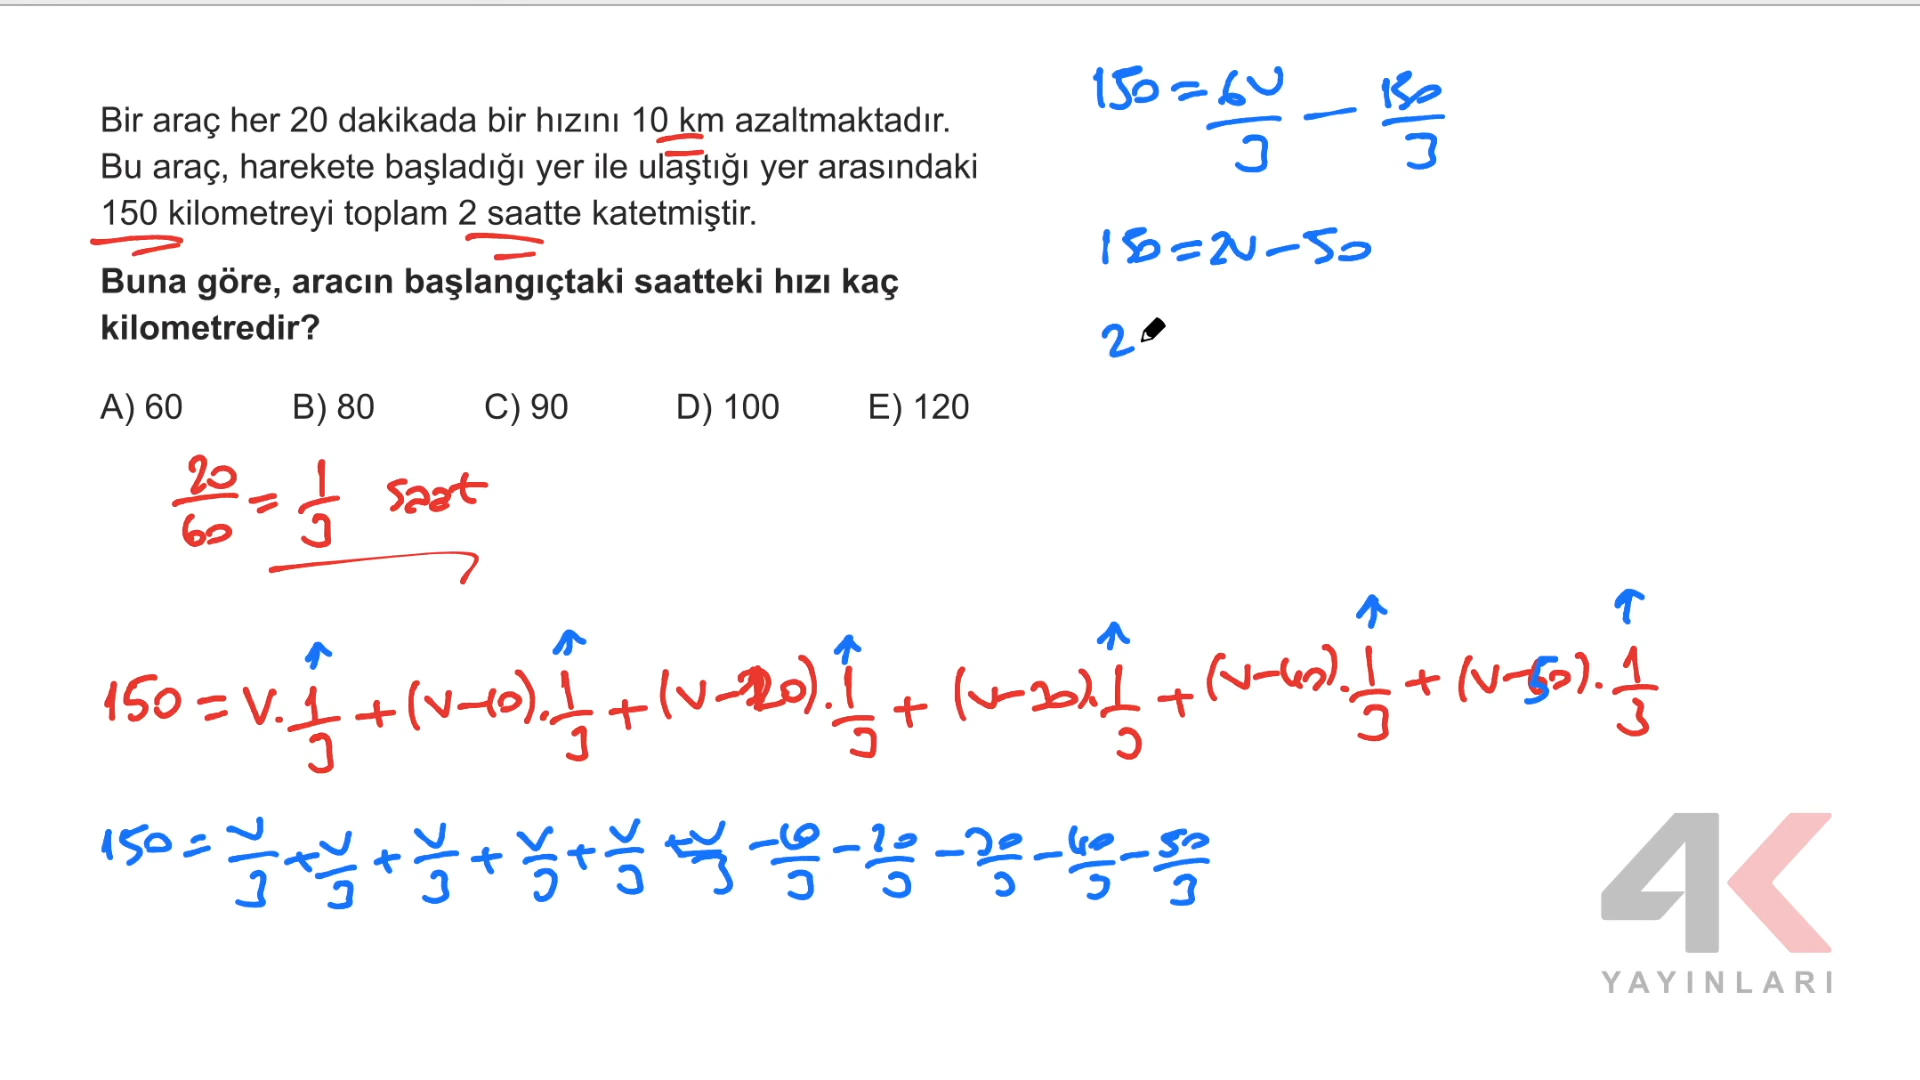 Bir araç her 20 dakikada bir hızını 10 km azaltmaktadır.
Bu araç, harekete başladığı yer ile ulaştığı yer arasındaki
150 kilometreyi toplam 2 saatte katetmiştir.
Buna göre, aracın başlangıçtaki saatteki hızı kaç
kilometredir?
A) 60 B) 80 C) 90 D) 100 E) 120
150 = 6V/3 - 150/3
150 = 2V - 50
2
20/60 = 1/3 saat
150 = V.1/3 + (V-10).1/3 + (V-20).1/3 + (V-30).1/3 + (V-40).1/3 + (V-50).1/3
150 = V/3 + V/3 + V/3 + V/3 + V/3 + V/3 - 10/3 - 20/3 - 30/3 - 40/3 - 50/3
4K
YAYINLARI